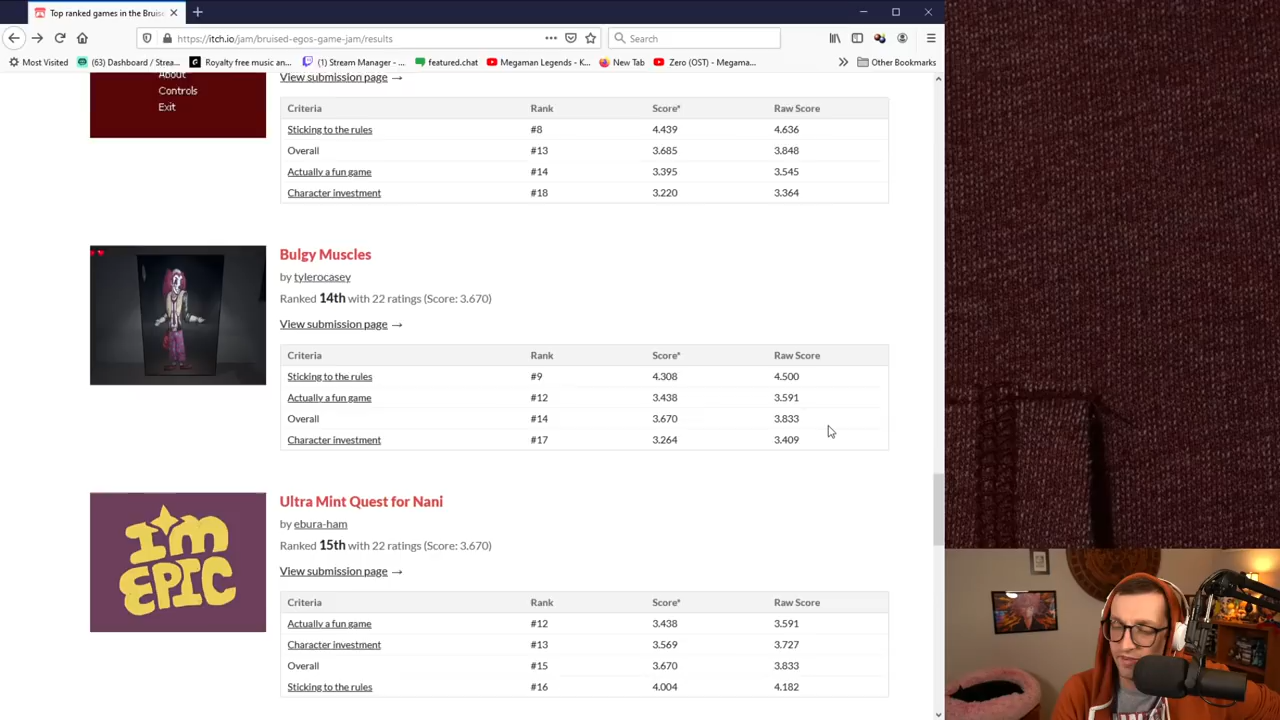 Top ranked games in the Bruis
https://itch.io/jam/bruised-egos-game-jam/results
Search
Most Visited
(63) Dashboard / Strea...
Royalty free music an...
(1) Stream Manager - ...
featured.chat
Megaman Legends - K...
New Tab
Zero (OST) - Megama...
Other Bookmarks
About
Controls
Exit
View submission page →
Criteria Rank Score* Raw Score
Sticking to the rules #8 4.439 4.636
Overall #13 3.685 3.848
Actually a fun game #14 3.395 3.545
Character investment #18 3.220 3.364
Bulgy Muscles
by tylerocasey
Ranked 14th with 22 ratings (Score: 3.670)
View submission page →
Criteria Rank Score* Raw Score
Sticking to the rules #9 4.308 4.500
Actually a fun game #12 3.438 3.591
Overall #14 3.670 3.833
Character investment #17 3.264 3.409
I'm
EPIC
Ultra Mint Quest for Nani
by ebura-ham
Ranked 15th with 22 ratings (Score: 3.670)
View submission page →
Criteria Rank Score* Raw Score
Actually a fun game #12 3.438 3.591
Character investment #13 3.569 3.727
Overall #15 3.670 3.833
Sticking to the rules #16 4.004 4.182